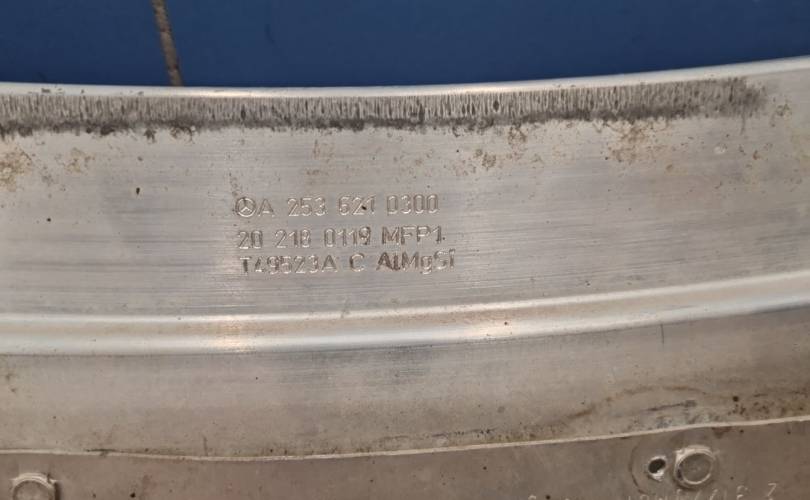 A 253 621 0300
20 218 0119 MFP1
T49523A C AlMgSi